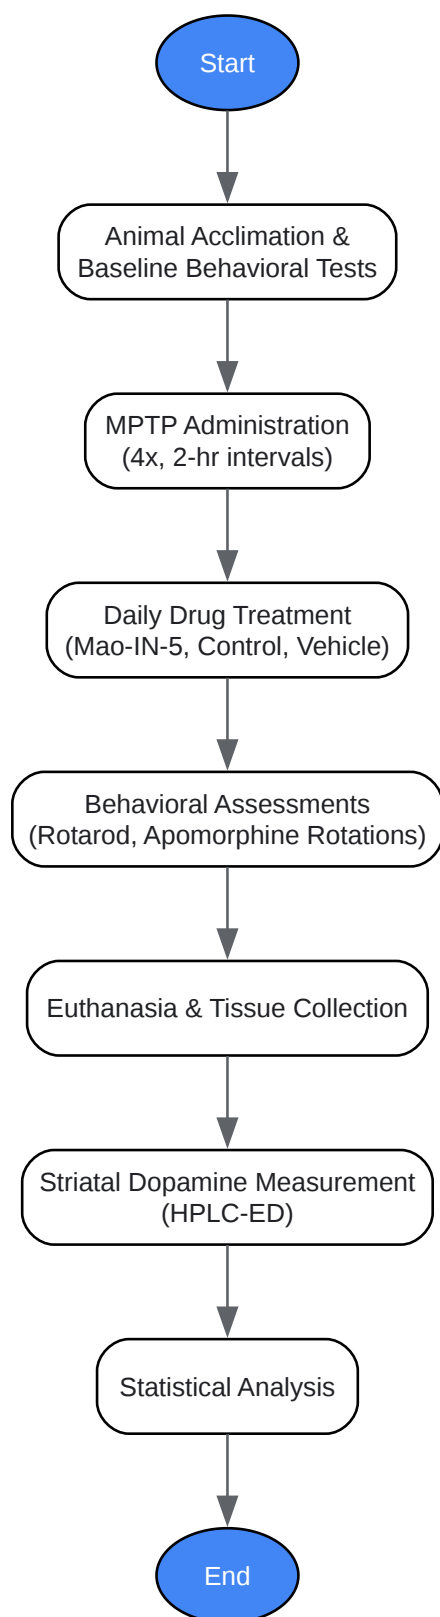 Start
Animal Acclimation &
Baseline Behavioral Tests
MPTP Administration
(4x, 2-hr intervals)
Daily Drug Treatment
(Mao-IN-5, Control, Vehicle)
Behavioral Assessments
(Rotarod, Apomorphine Rotations)
Euthanasia & Tissue Collection
Striatal Dopamine Measurement
(HPLC-ED)
Statistical Analysis
End